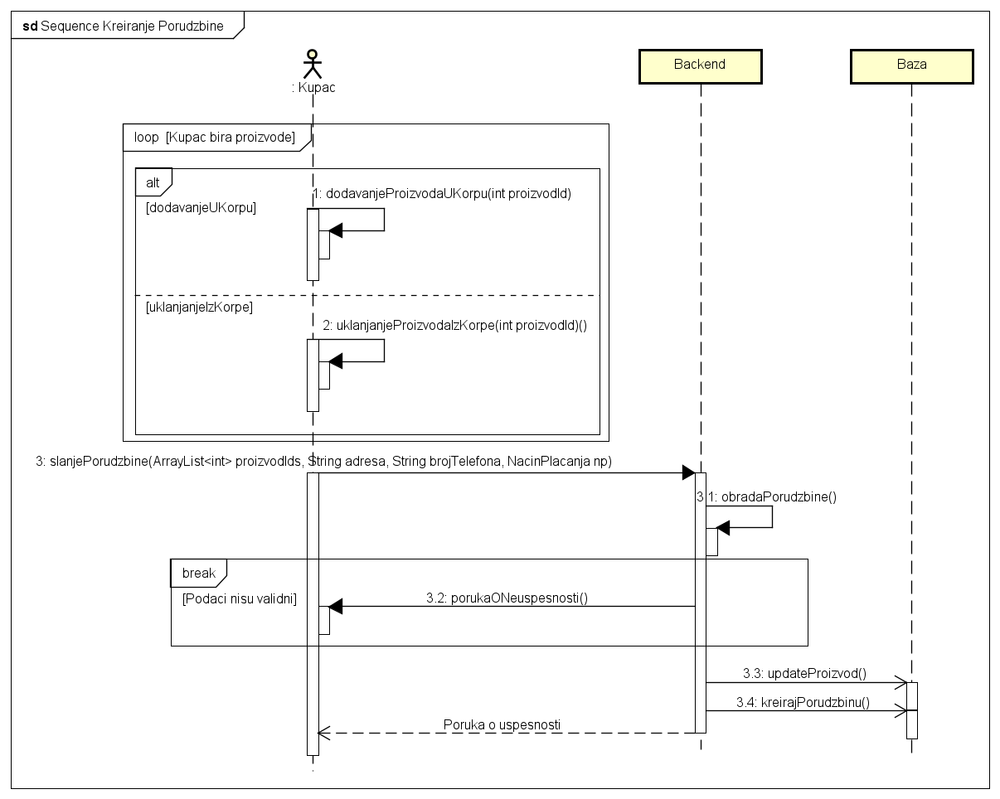 sd Sequence Kreiranje Porudzbine
: Kupac
Backend
Baza
loop [Kupac bira proizvode]
alt
1: dodavanjeProizvodaUKorpu(int proizvodId)
[dodavanjeUKorpu]
[uklanjanjeIzKorpe]
2: uklanjanjeProizvodaIzKorpe(int proizvodId)()
3: slanjePorudzbine(ArrayList<int> proizvodIds, String adresa, String brojTelefona, NacinPlacanja np)
3.1: obradaPorudzbine()
break
[Podaci nisu validni]
3.2: porukaONeuspesnosti()
3.3: updateProizvod()
3.4: kreirajPorudzbinu()
Poruka o uspesnosti